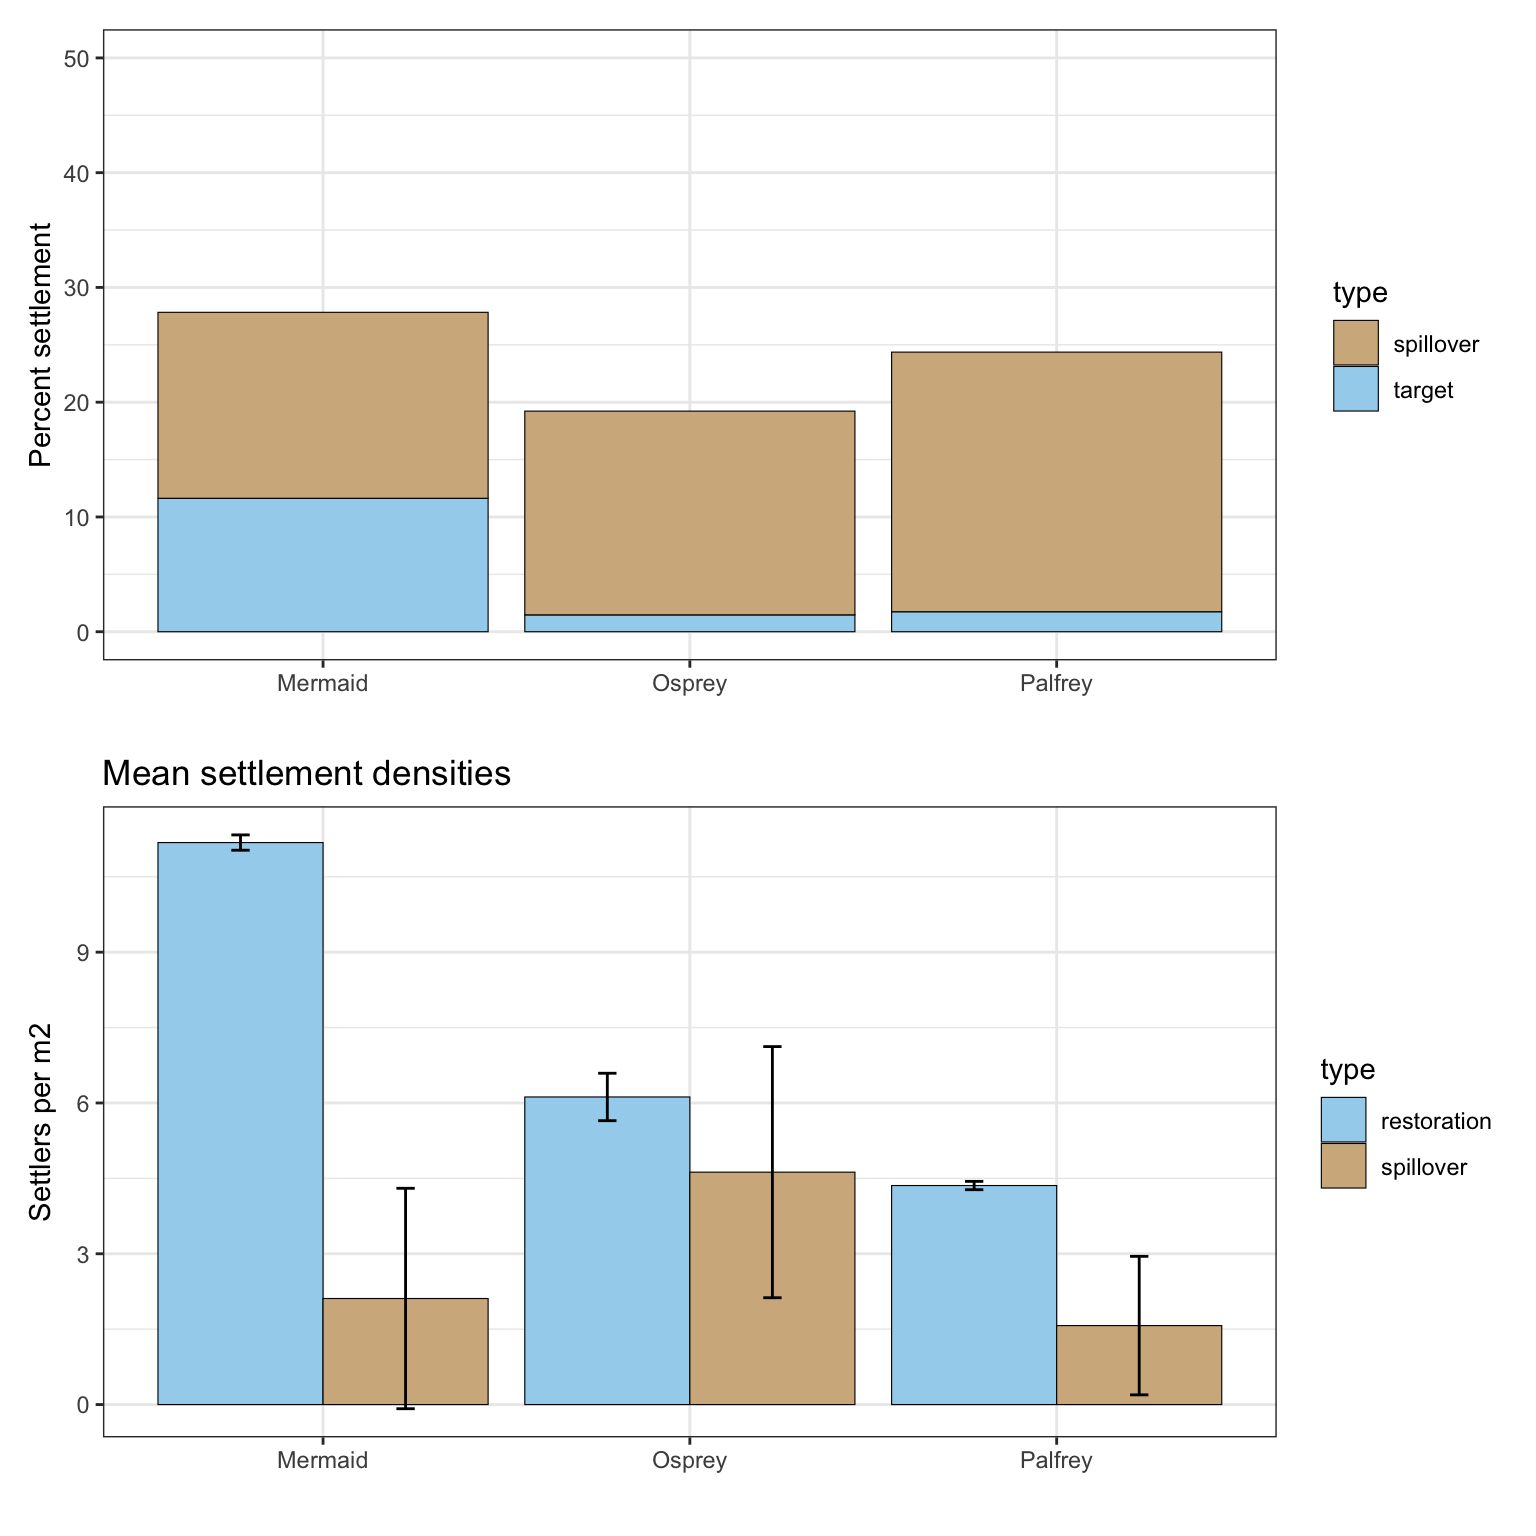 50
40
30
20
10
0
Percent settlement
Mermaid
Osprey
Palfrey
type
spillover
target
Mean settlement densities
9
6
3
0
Settlers per m2
Mermaid
Osprey
Palfrey
type
restoration
spillover